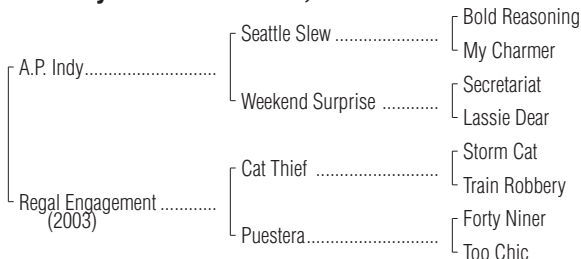 Bold Reasoning
Seattle Slew ....................
My Charmer
A.P. Indy.........................
Secretariat
Weekend Surprise ...........
Lassie Dear
Storm Cat
Cat Thief .......................
Train Robbery
Regal Engagement ...........
(2003)
Forty Niner
Puestera.........................
Too Chic